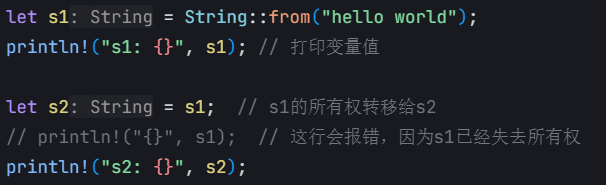 let s1: String = String::from("hello world");
println!("s1: {}", s1); // 打印变量值
let s2: String = s1;  // s1的所有权转移给s2
// println!("{}", s1);  // 这行会报错，因为s1已经失去所有权
println!("s2: {}", s2);